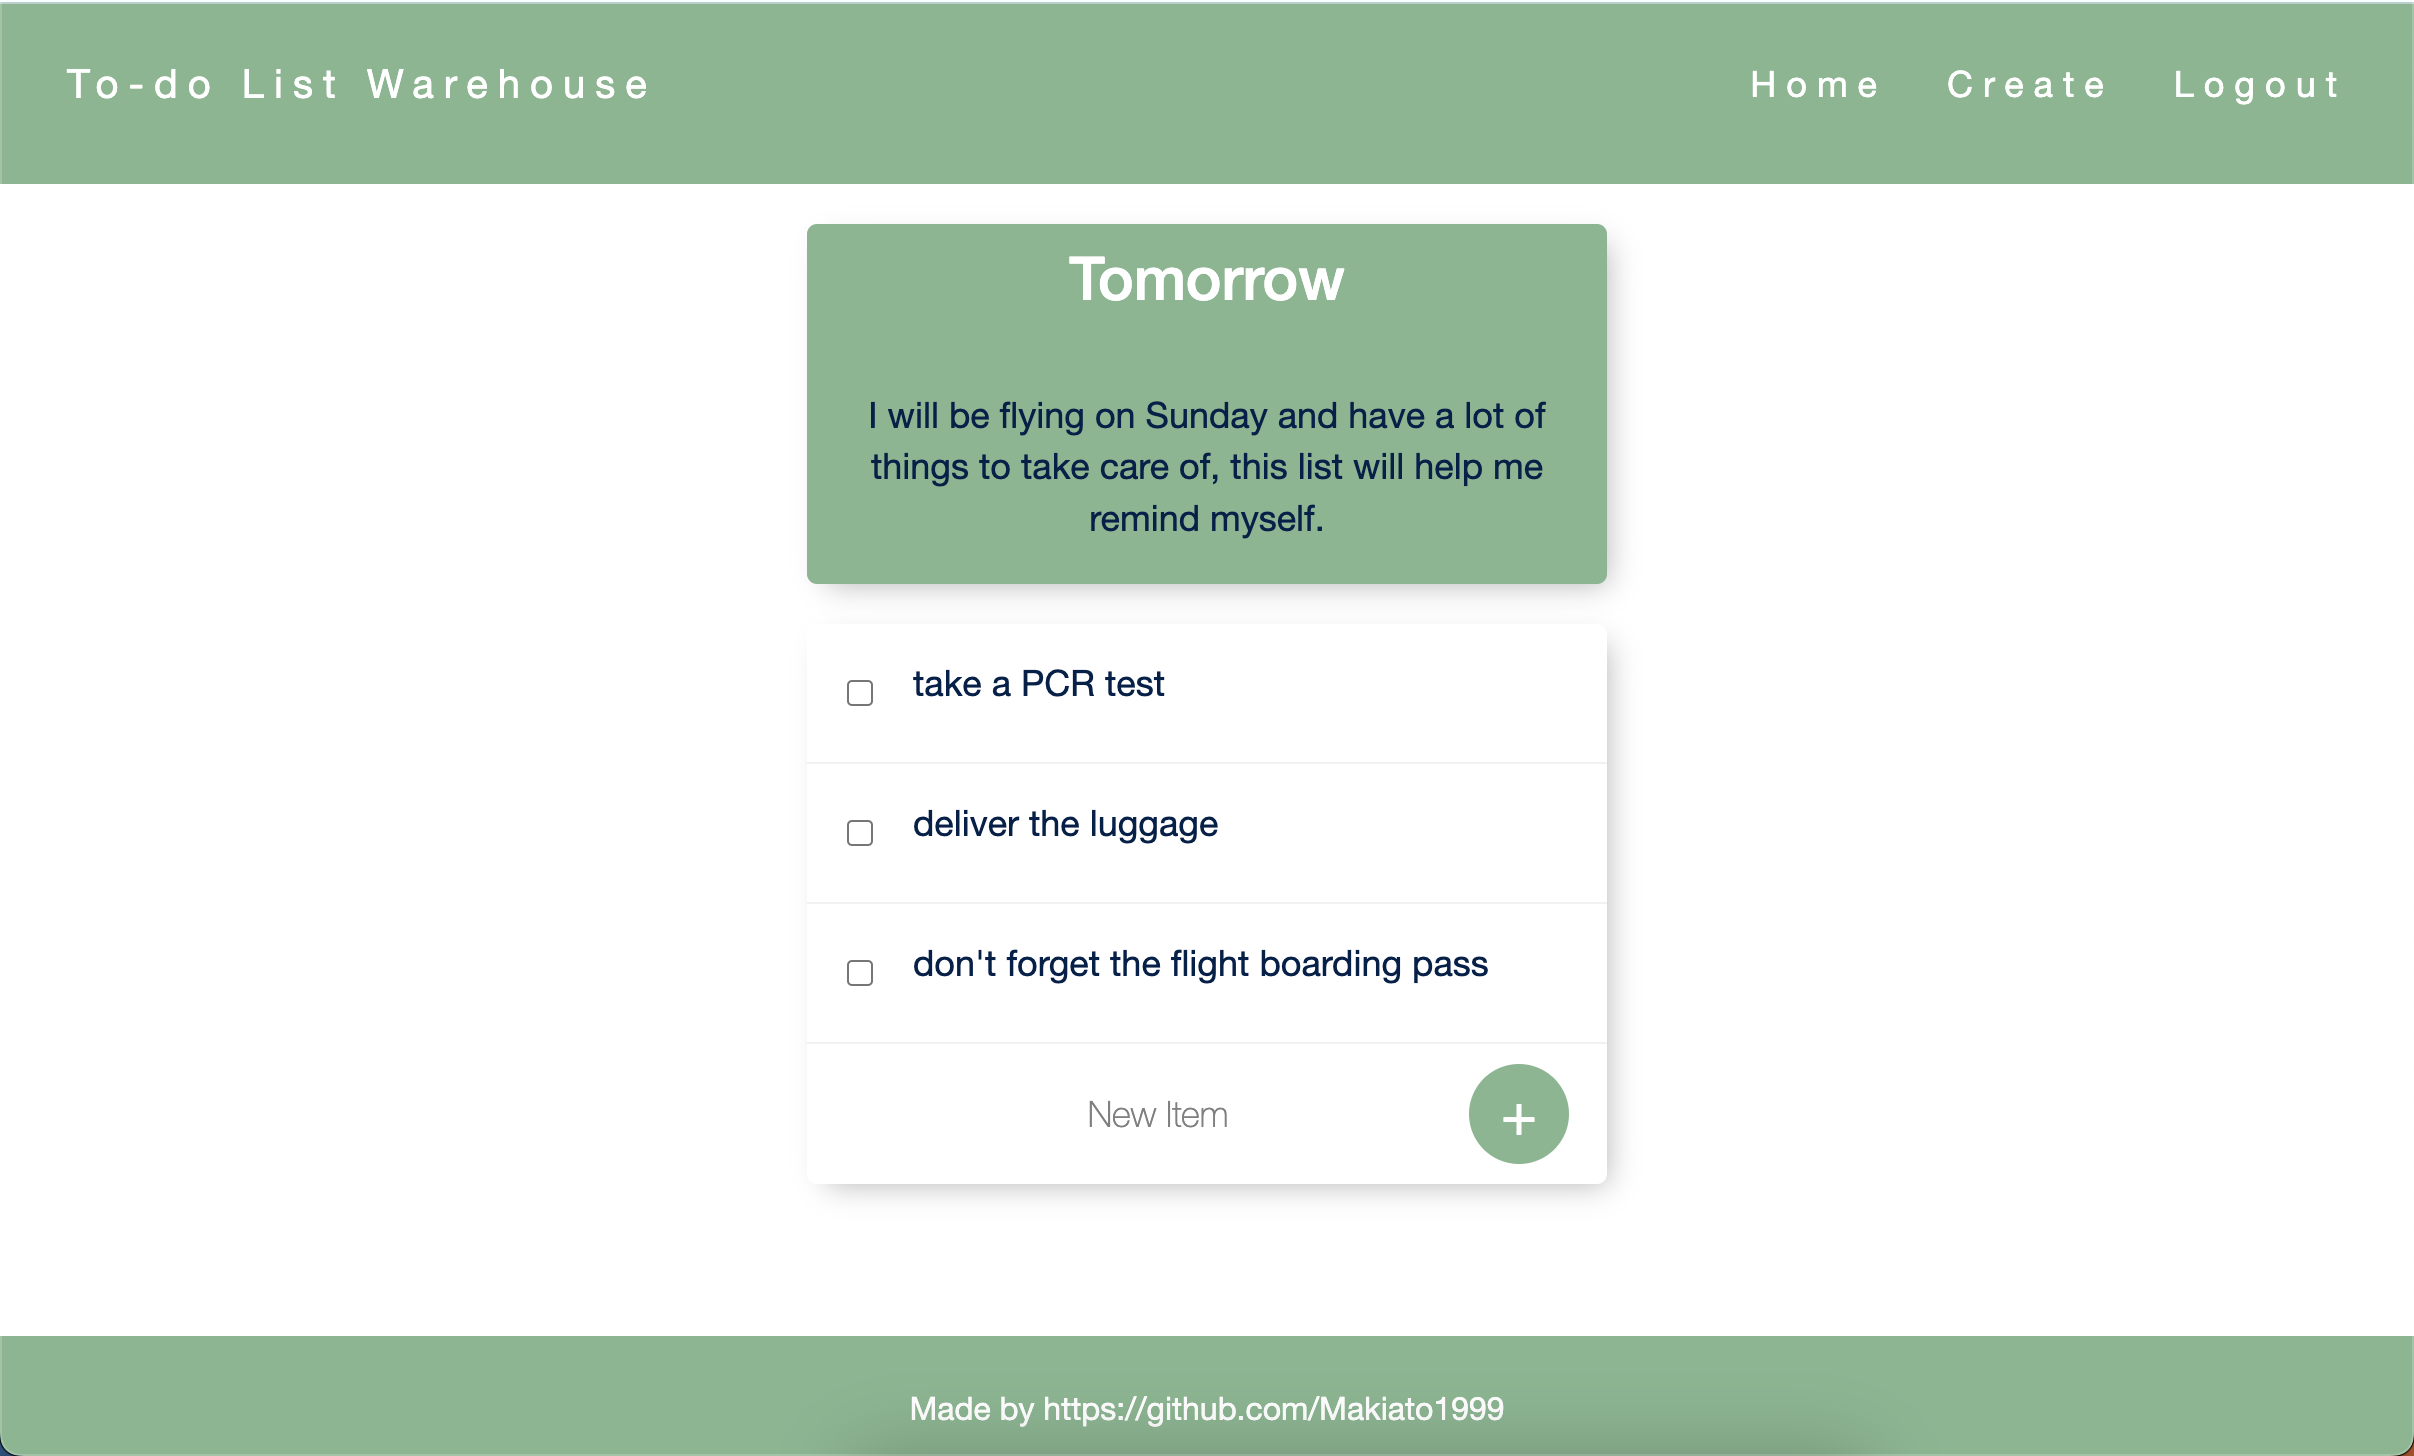 To-do List Warehouse
Home Create Logout
Tomorrow
I will be flying on Sunday and have a lot of
things to take care of, this list will help me
remind myself.
take a PCR test
deliver the luggage
don't forget the flight boarding pass
New Item
+
Made by https://github.com/Makiato1999